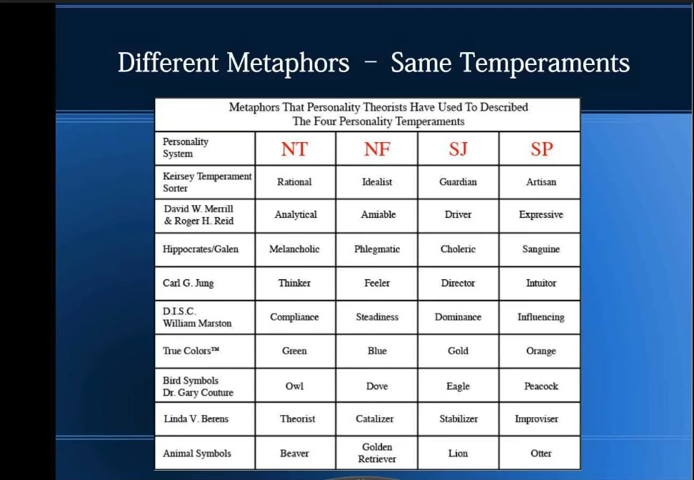 Different Metaphors – Same Temperaments
Metaphors That Personality Theorists Have Used To Described
The Four Personality Temperaments
Personality System NT NF SJ SP
Keirsey Temperament Sorter Rational Idealist Guardian Artisan
David W. Merrill & Roger H. Reid Analytical Amiable Driver Expressive
Hippocrates/Galen Melancholic Phlegmatic Choleric Sanguine
Carl G. Jung Thinker Feeler Director Intuitor
D.I.S.C. William Marston Compliance Steadiness Dominance Influencing
True Colors™ Green Blue Gold Orange
Bird Symbols Dr. Gary Couture Owl Dove Eagle Peacock
Linda V. Berens Theorist Catalizer Stabilizer Improviser
Animal Symbols Beaver Golden Retriever Lion Otter